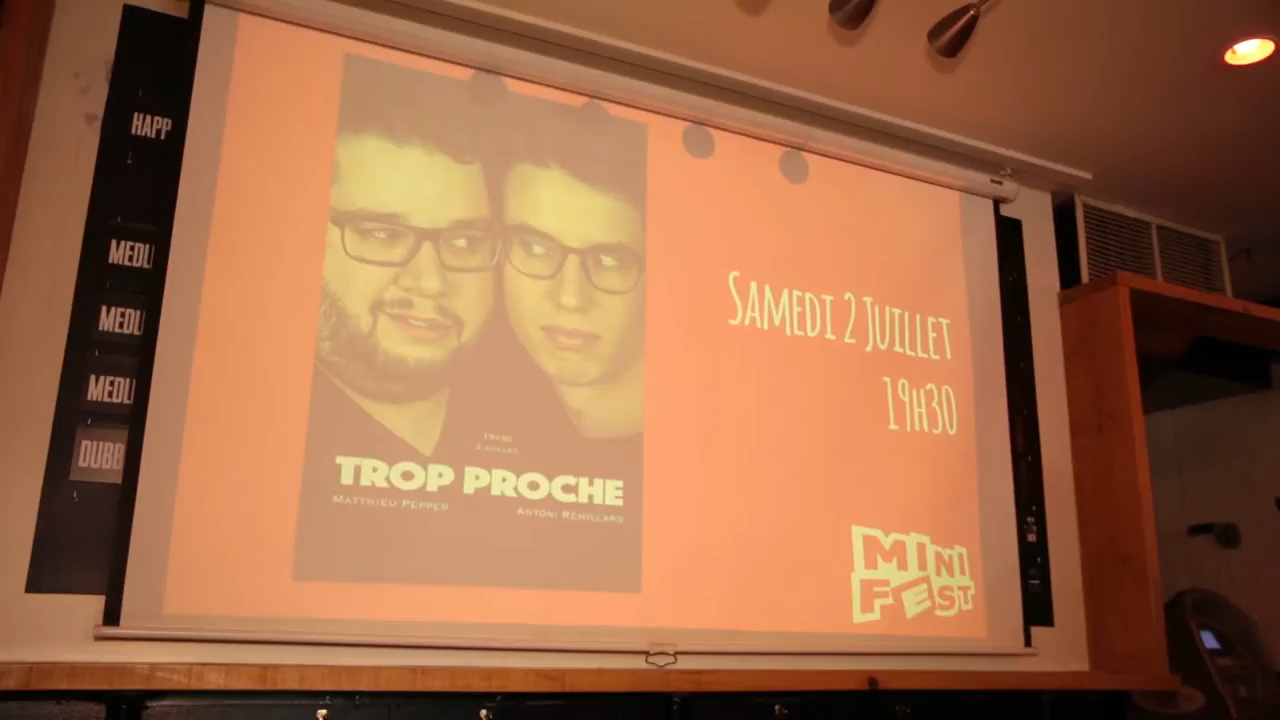 HAPP
MEDL
MEDL
MEDL
DUBB
19H30
2 JUILLET
TROP PROCHE
MATTHIEU PEPPER
ANTONI REMILLARD
SAMEDI 2 JUILLET
19H30
MINI
FEST